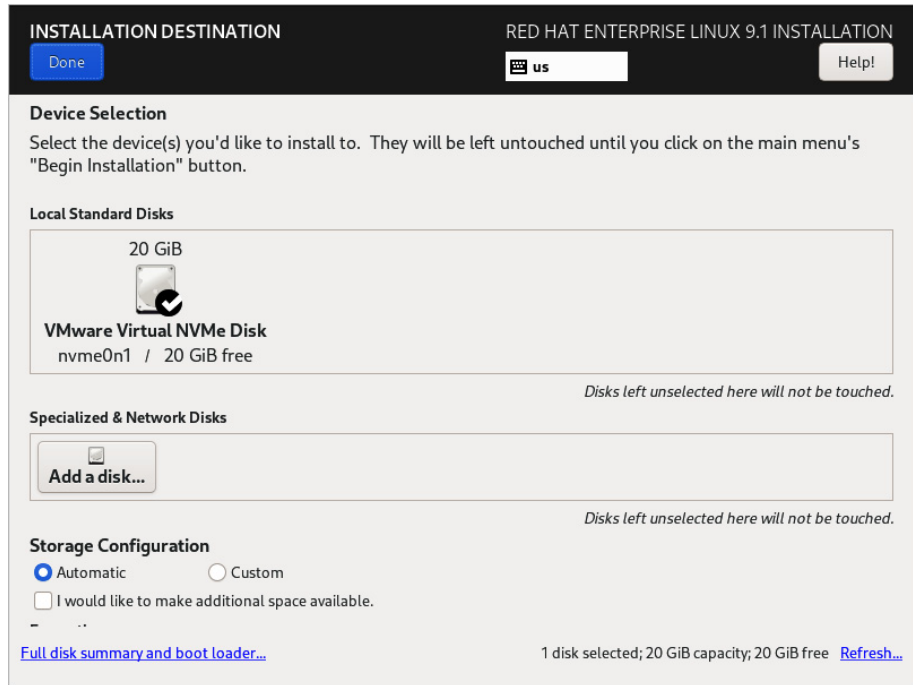 INSTALLATION DESTINATION
RED HAT ENTERPRISE LINUX 9.1 INSTALLATION
Done
us
Help!
Device Selection
Select the device(s) you'd like to install to. They will be left untouched until you click on the main menu's
"Begin Installation" button.
Local Standard Disks
20 GiB
VMware Virtual NVMe Disk
nvme0n1 / 20 GiB free
Disks left unselected here will not be touched.
Specialized & Network Disks
Add a disk...
Disks left unselected here will not be touched.
Storage Configuration
Automatic
Custom
I would like to make additional space available.
Full disk summary and boot loader...
1 disk selected; 20 GiB capacity; 20 GiB free
Refresh...